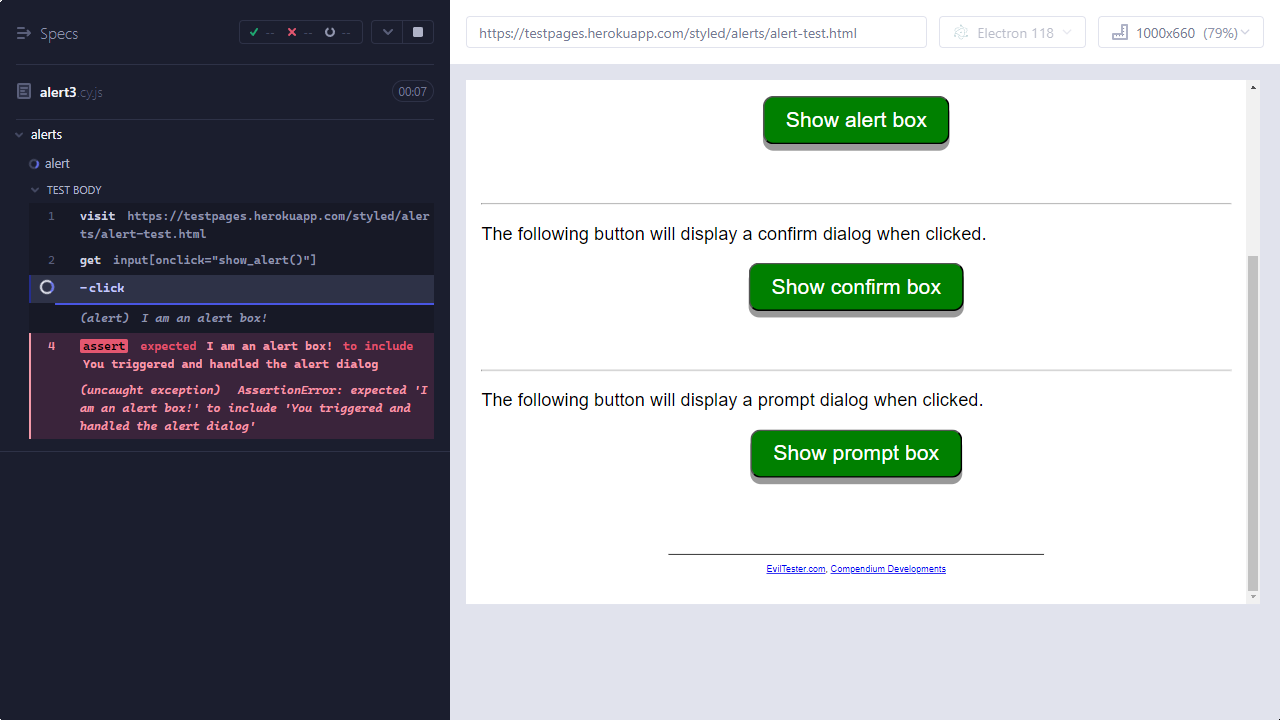 Specs
-- -- --
alert3.cy.js
00:07
alerts
alert
TEST BODY
1 visit https://testpages.herokuapp.com/styled/aler
ts/alert-test.html
2 get input[onclick="show_alert()"]
-click
(alert) I am an alert box!
4 assert expected I am an alert box! to include
You triggered and handled the alert dialog
(uncaught exception) AssertionError: expected 'I
am an alert box!' to include 'You triggered and
handled the alert dialog'
https://testpages.herokuapp.com/styled/alerts/alert-test.html
Electron 118
1000x660 (79%)
Show alert box
The following button will display a confirm dialog when clicked.
Show confirm box
The following button will display a prompt dialog when clicked.
Show prompt box
EvilTester.com, Compendium Developments